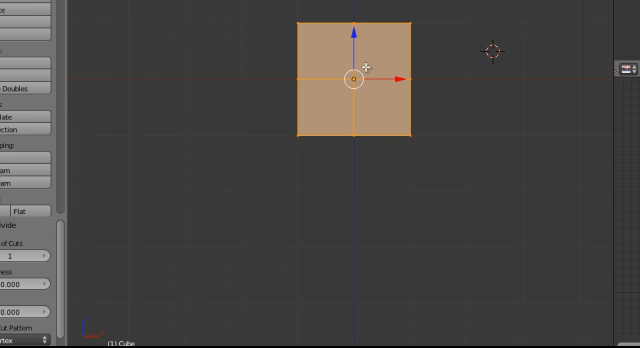 e
:
Doubles
s:
late
ction
ping:
am
am
Flat
vide
of Cuts
1
ness
0.000
0.000
Cut Pattern
rtex
(1) Cube